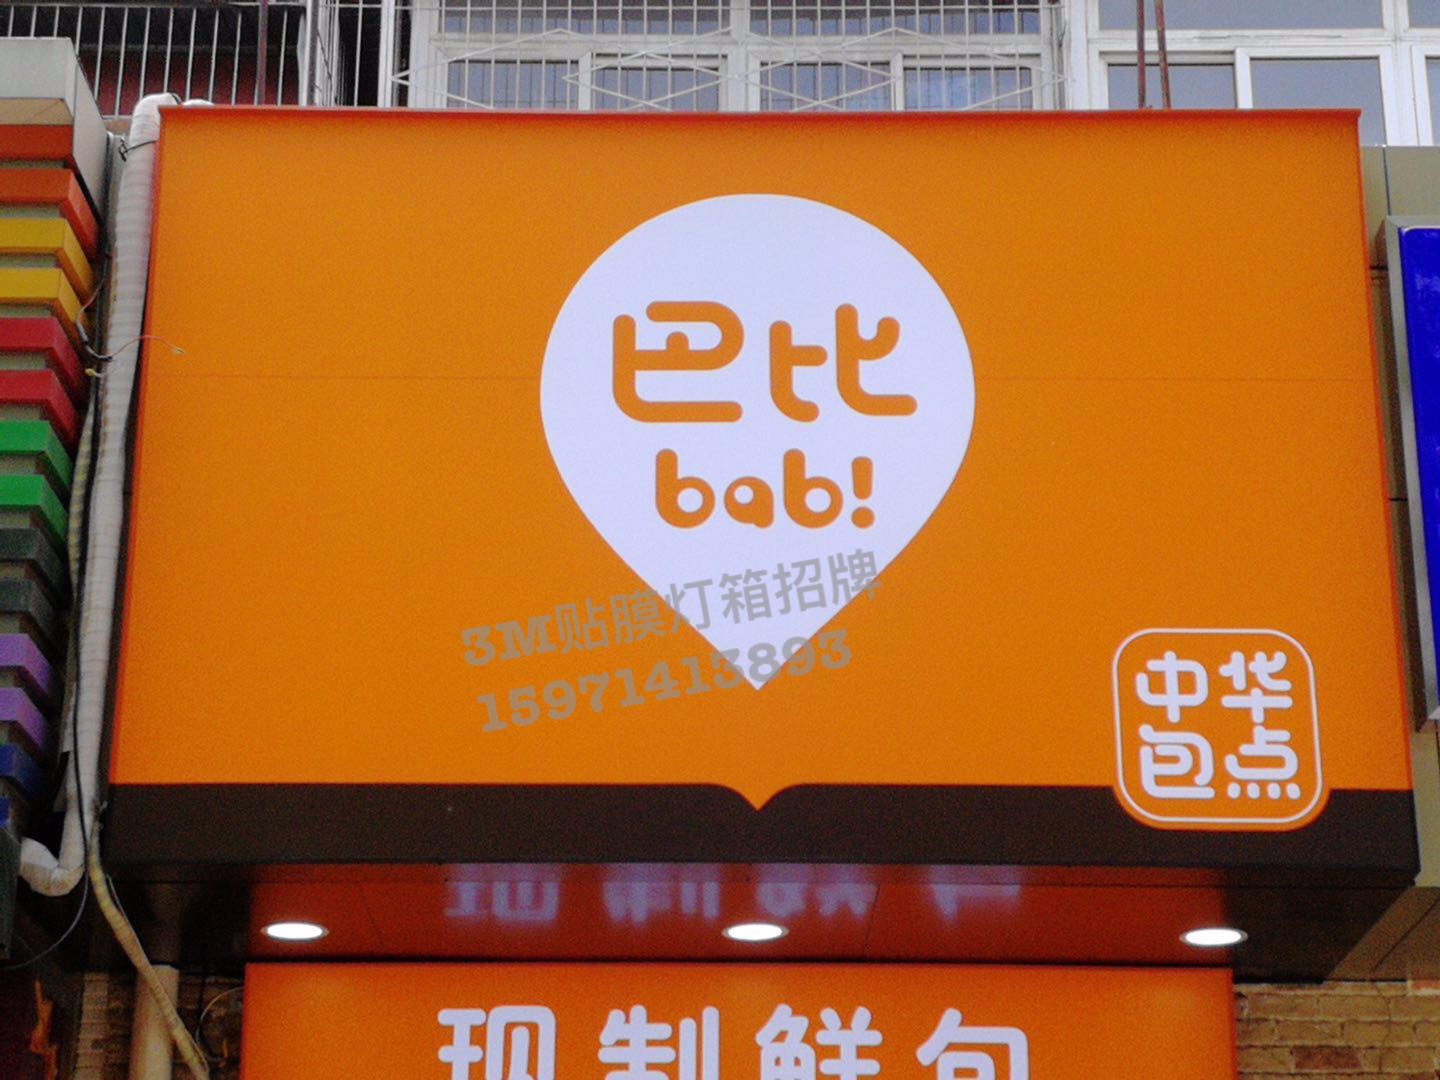 巴比
bab!
3M贴膜灯箱招牌
15971413893
中华
包点
现制鲜包